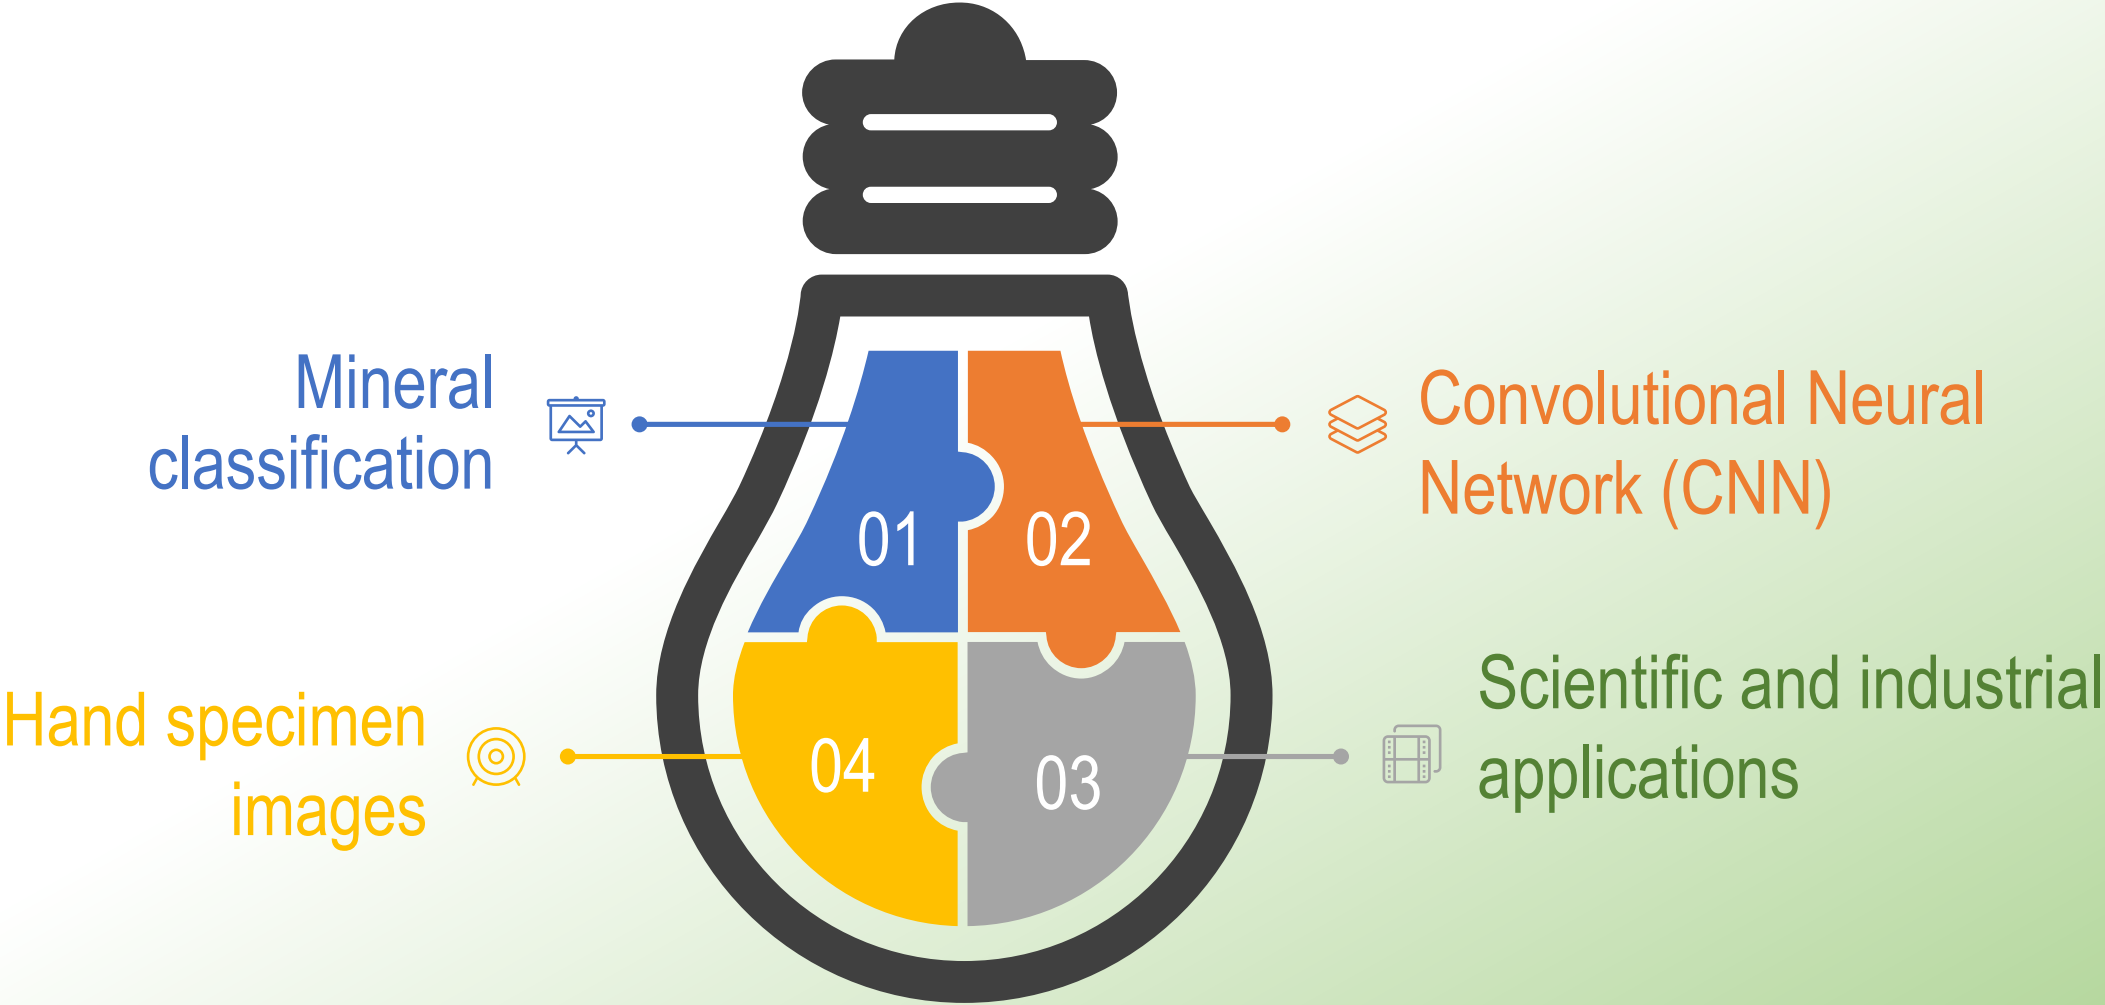 Mineral
classification
01
02
Convolutional Neural
Network (CNN)
Hand specimen
images
04
03
Scientific and industrial
applications